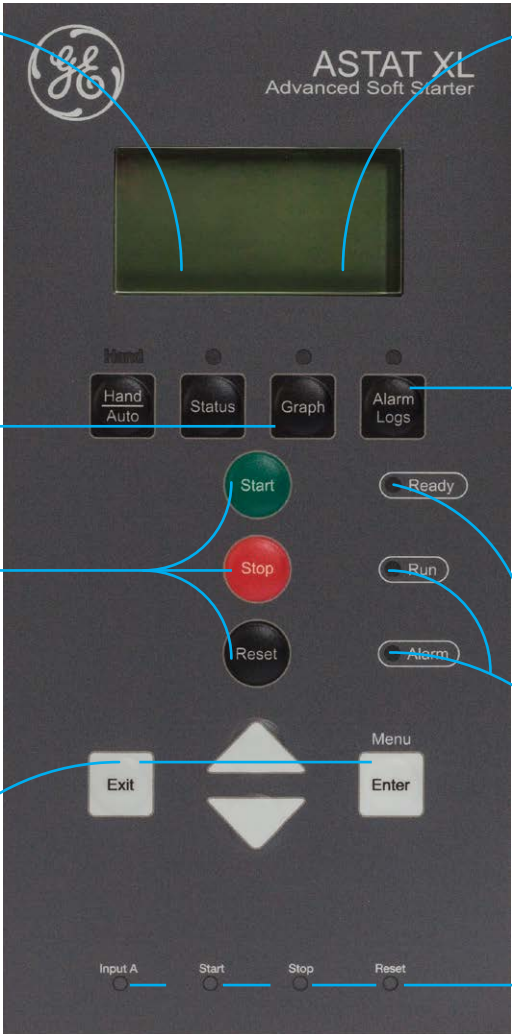 GE
ASTAT XL
Advanced Soft Starter
Hand
Hand
Auto
Status
Graph
Alarm
Logs
Start
Ready
Stop
Run
Reset
Alarm
Menu
Exit
Enter
Input A
Start
Stop
Reset